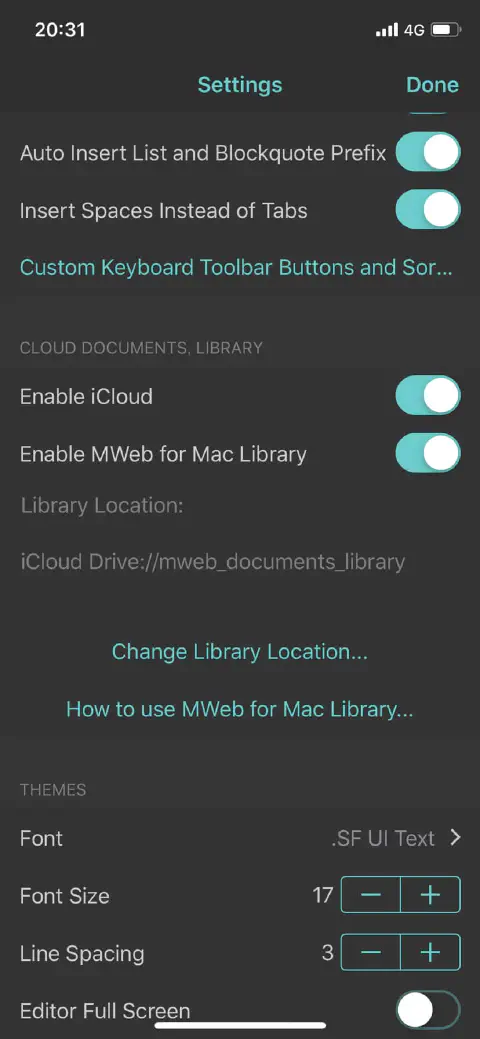 20:31
4G
Settings
Done
Auto Insert List and Blockquote Prefix
Insert Spaces Instead of Tabs
Custom Keyboard Toolbar Buttons and Sor...
CLOUD DOCUMENTS, LIBRARY
Enable iCloud
Enable MWeb for Mac Library
Library Location:
iCloud Drive://mweb_documents_library
Change Library Location...
How to use MWeb for Mac Library...
THEMES
Font .SF UI Text
Font Size 17
Line Spacing 3
Editor Full Screen